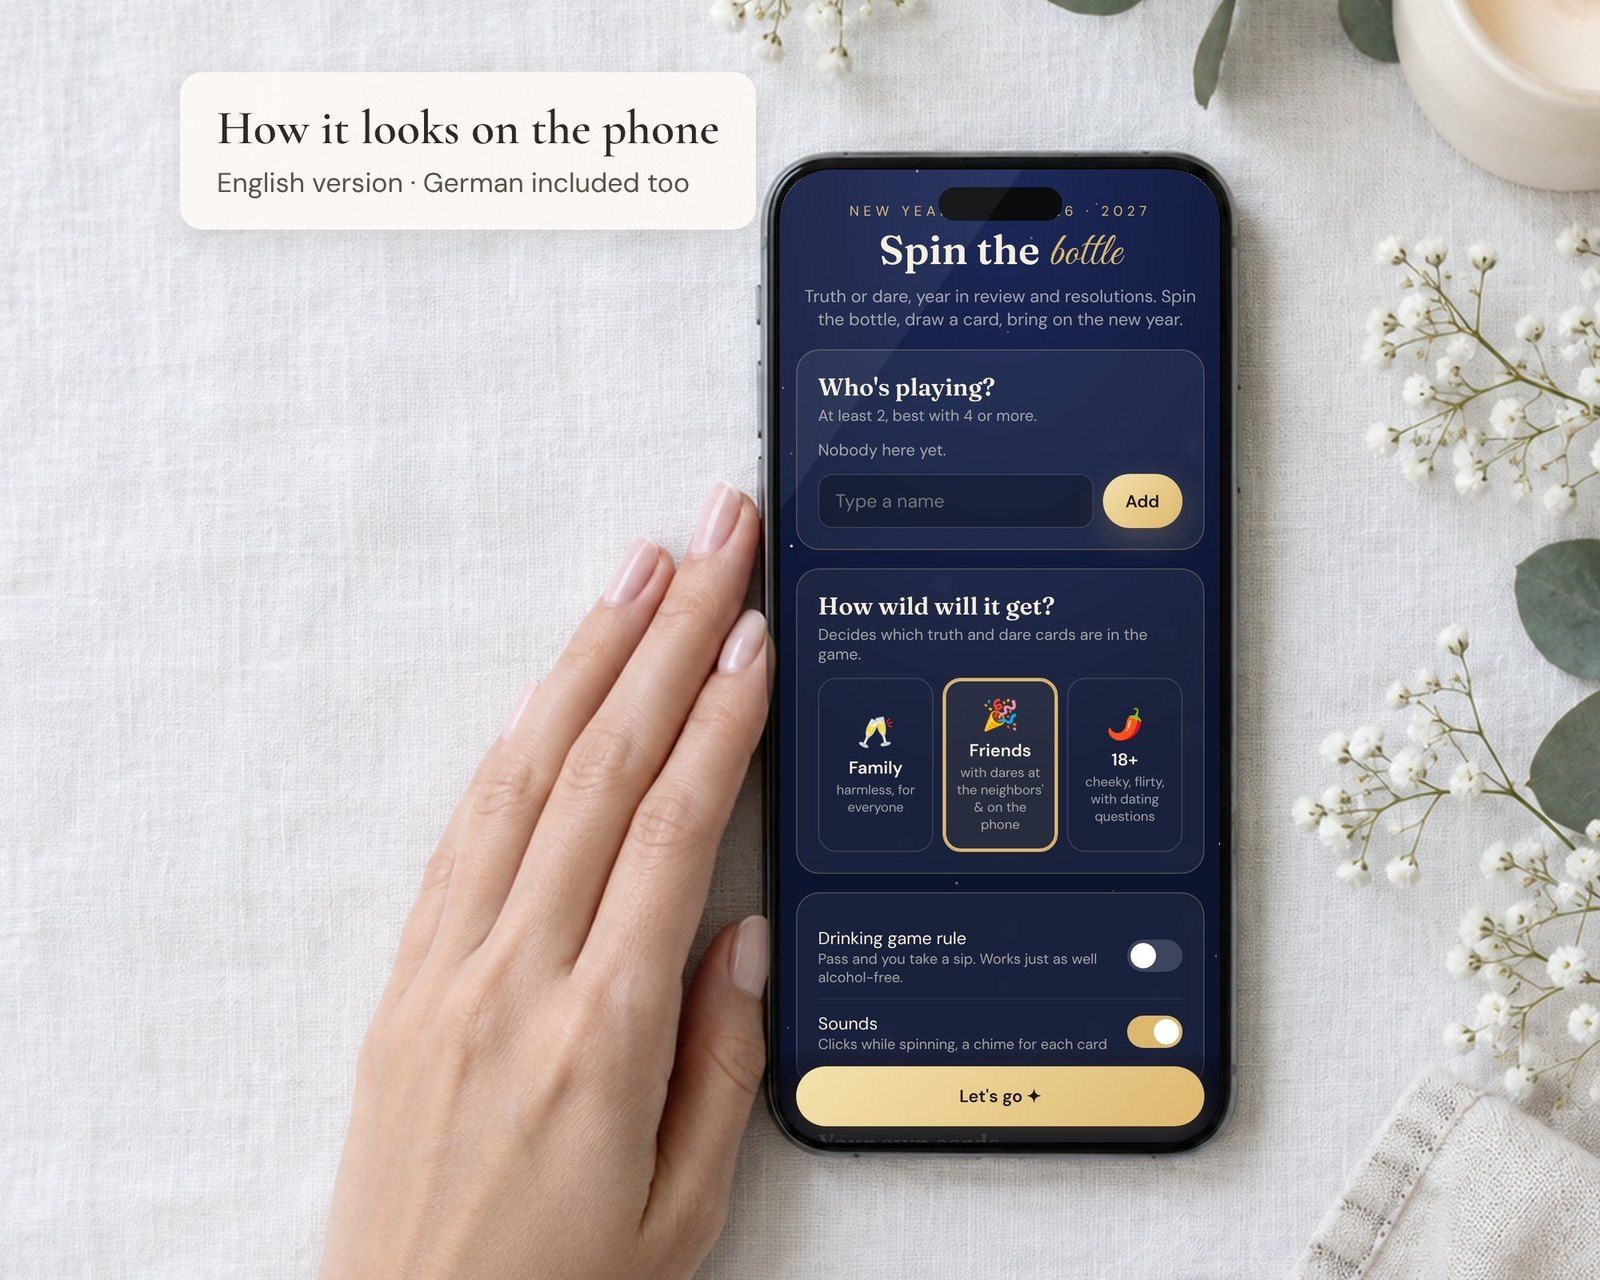 How it looks on the phone
English version · German included too
NEW 6 · 2027
Spin the bottle
Truth or dare, year in review and resolutions. Spin
the bottle, draw a card, bring on the new year.
Who's playing?
At least 2, best with 4 or more.
Nobody here yet.
Type a name
Add
How wild will it get?
Decides which truth and dare cards are in the
game.
Family
harmless, for
everyone
Friends
with dares at
the neighbors'
& on the
phone
18+
cheeky, flirty,
with dating
questions
Drinking game rule
Pass and you take a sip. Works just as well
alcohol-free.
Sounds
Clicks while spinning, a chime for each card
Let's go ✦